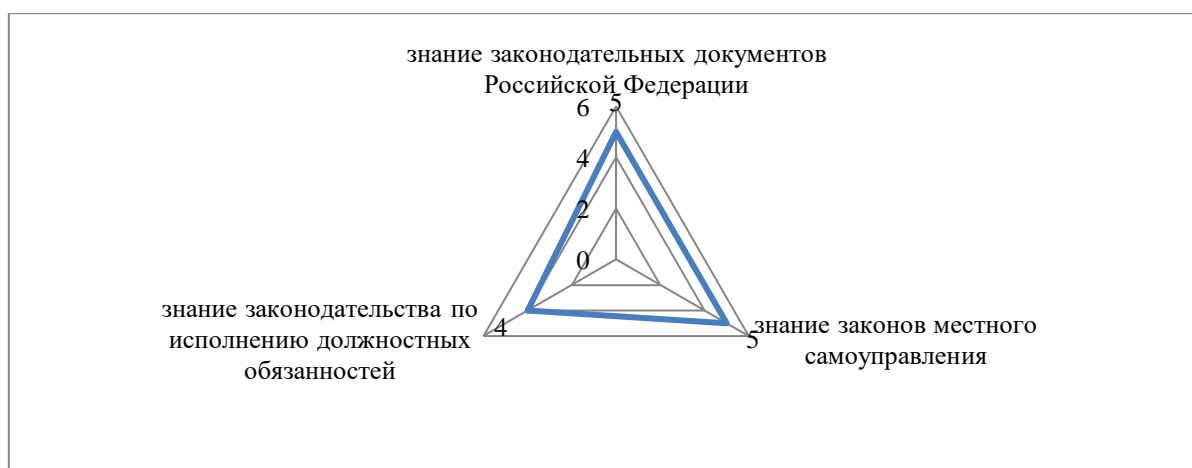 знание законодательных документов
Российской Федерации
6
5
4
2
0
знание законодательства по
исполнению должностных
обязанностей
4
5
знание законов местного
самоуправления